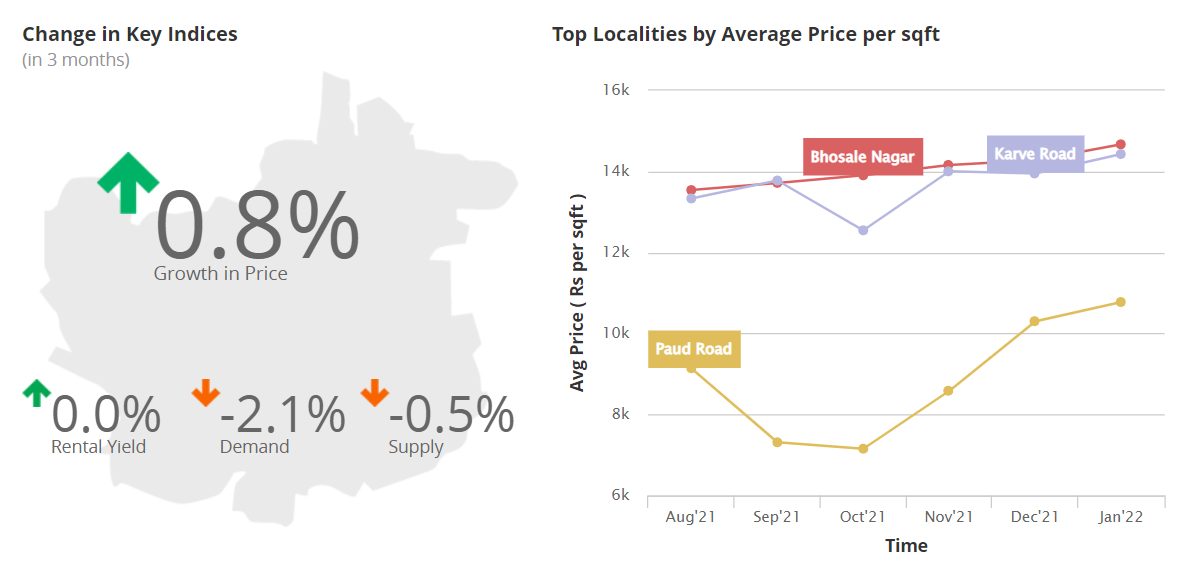 Change in Key Indices
(in 3 months)
0.8%
Growth in Price
0.0%
Rental Yield
-2.1%
Demand
-0.5%
Supply
Top Localities by Average Price per sqft
Avg Price ( Rs per sqft )
16k
14k
12k
10k
8k
6k
Bhosale Nagar
Karve Road
Paud Road
Aug'21
Sep'21
Oct'21
Nov'21
Dec'21
Jan'22
Time